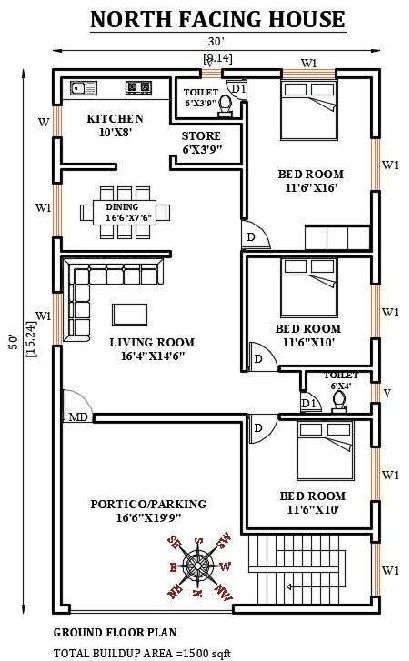 NORTH FACING HOUSE
30'
[9.14]
V
W1
TOILET
6'X3'9"
D1
W
KITCHEN
10'X8'
STORE
6'X3'9"
W1
BED ROOM
11'6"X16'
W1
DINING
16'6"X7'6"
D
W1
BED ROOM
11'6"X10'
W1
LIVING ROOM
16'4"X14'6"
50'
[15.24]
D
TOILET
6'X4'
D1
V
MD
D
W1
BED ROOM
11'6"X10'
PORTICO/PARKING
16'6"X19'9"
SE
S
SW
E
W
NE
N
NW
W1
GROUND FLOOR PLAN
TOTAL BUILDUP AREA =1500 sqft